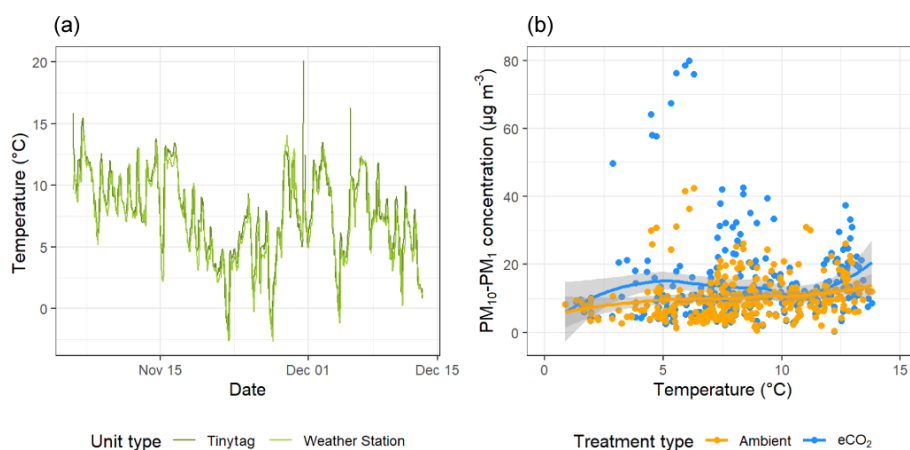 (a)
(b)
Temperature (°C)
20
15
10
5
0
Nov 15
Dec 01
Dec 15
Date
Unit type Tinytag Weather Station
PM₁₀-PM₁ concentration (µg m⁻³)
80
60
40
20
0
0
5
10
15
Temperature (°C)
Treatment type Ambient eCO₂